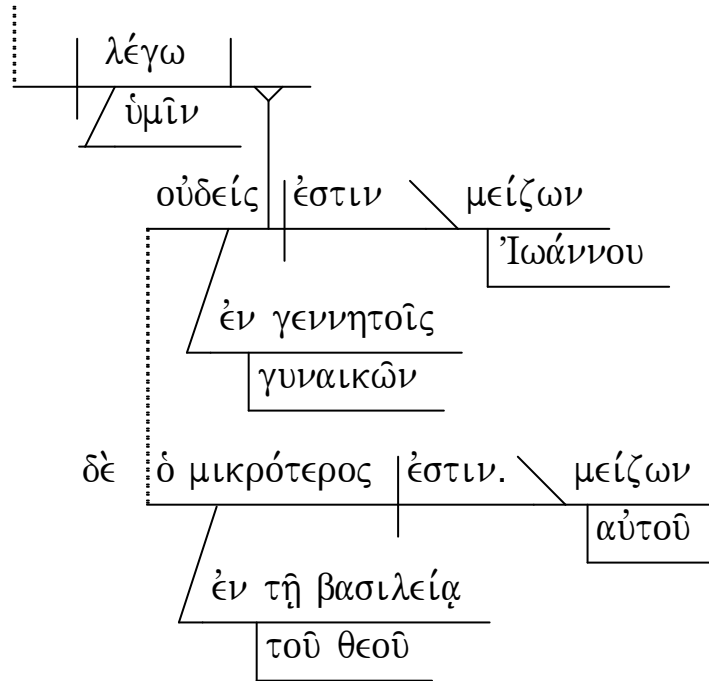 λέγω
ὑμῖν
οὐδείς ἐστιν μείζων
Ἰωάννου
ἐν γεννητοῖς
γυναικῶν
δὲ ὁ μικρότερος ἐστιν. μείζων
αὐτοῦ
ἐν τῇ βασιλείᾳ
τοῦ θεοῦ